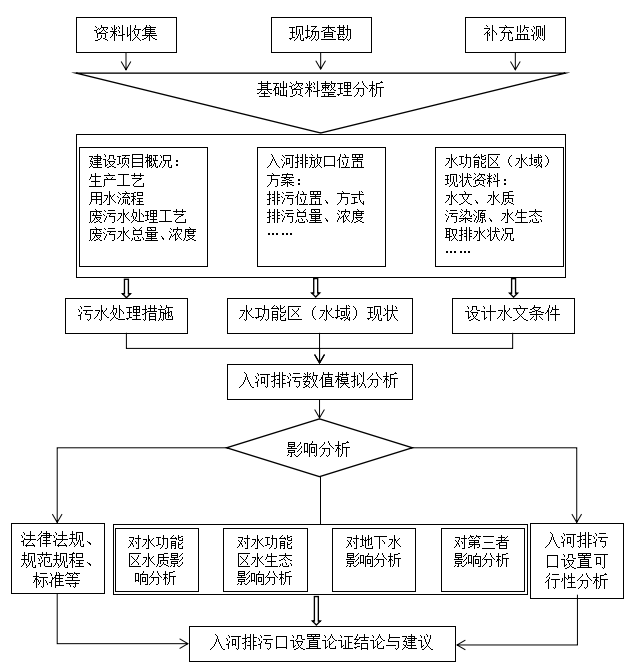 资料收集
现场查勘
补充监测
基础资料整理分析
建设项目概况：
生产工艺
用水流程
废污水处理工艺
废污水总量、浓度
入河排放口位置
方案：
排污位置、方式
排污总量、浓度
……
水功能区（水域）
现状资料：
水文、水质
污染源、水生态
取排水状况
……
污水处理措施
水功能区（水域）现状
设计水文条件
入河排污数值模拟分析
影响分析
法律法规、
规范规程、
标准等
对水功能
区水质影
响分析
对水功能
区水生态
影响分析
对地下水
影响分析
对第三者
影响分析
入河排污
口设置可
行性分析
入河排污口设置论证结论与建议